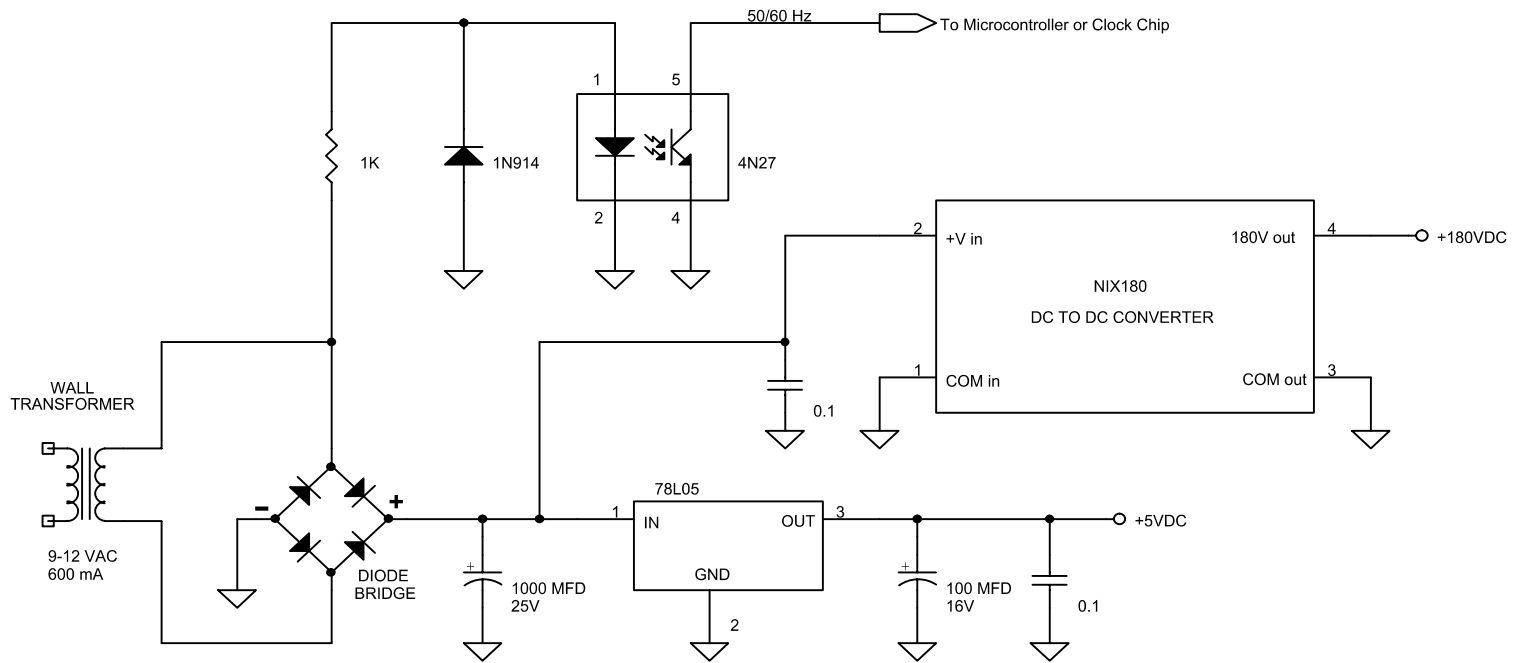 50/60 Hz
To Microcontroller or Clock Chip
1
5
1K
1N914
4N27
2
4
2
+V in
180V out
4
+180VDC
NIX180
DC TO DC CONVERTER
1
COM in
COM out
3
0.1
WALL
TRANSFORMER
9-12 VAC
600 mA
-
+
DIODE
BRIDGE
+
1000 MFD
25V
78L05
1
IN
OUT
3
GND
2
+5VDC
+
100 MFD
16V
0.1